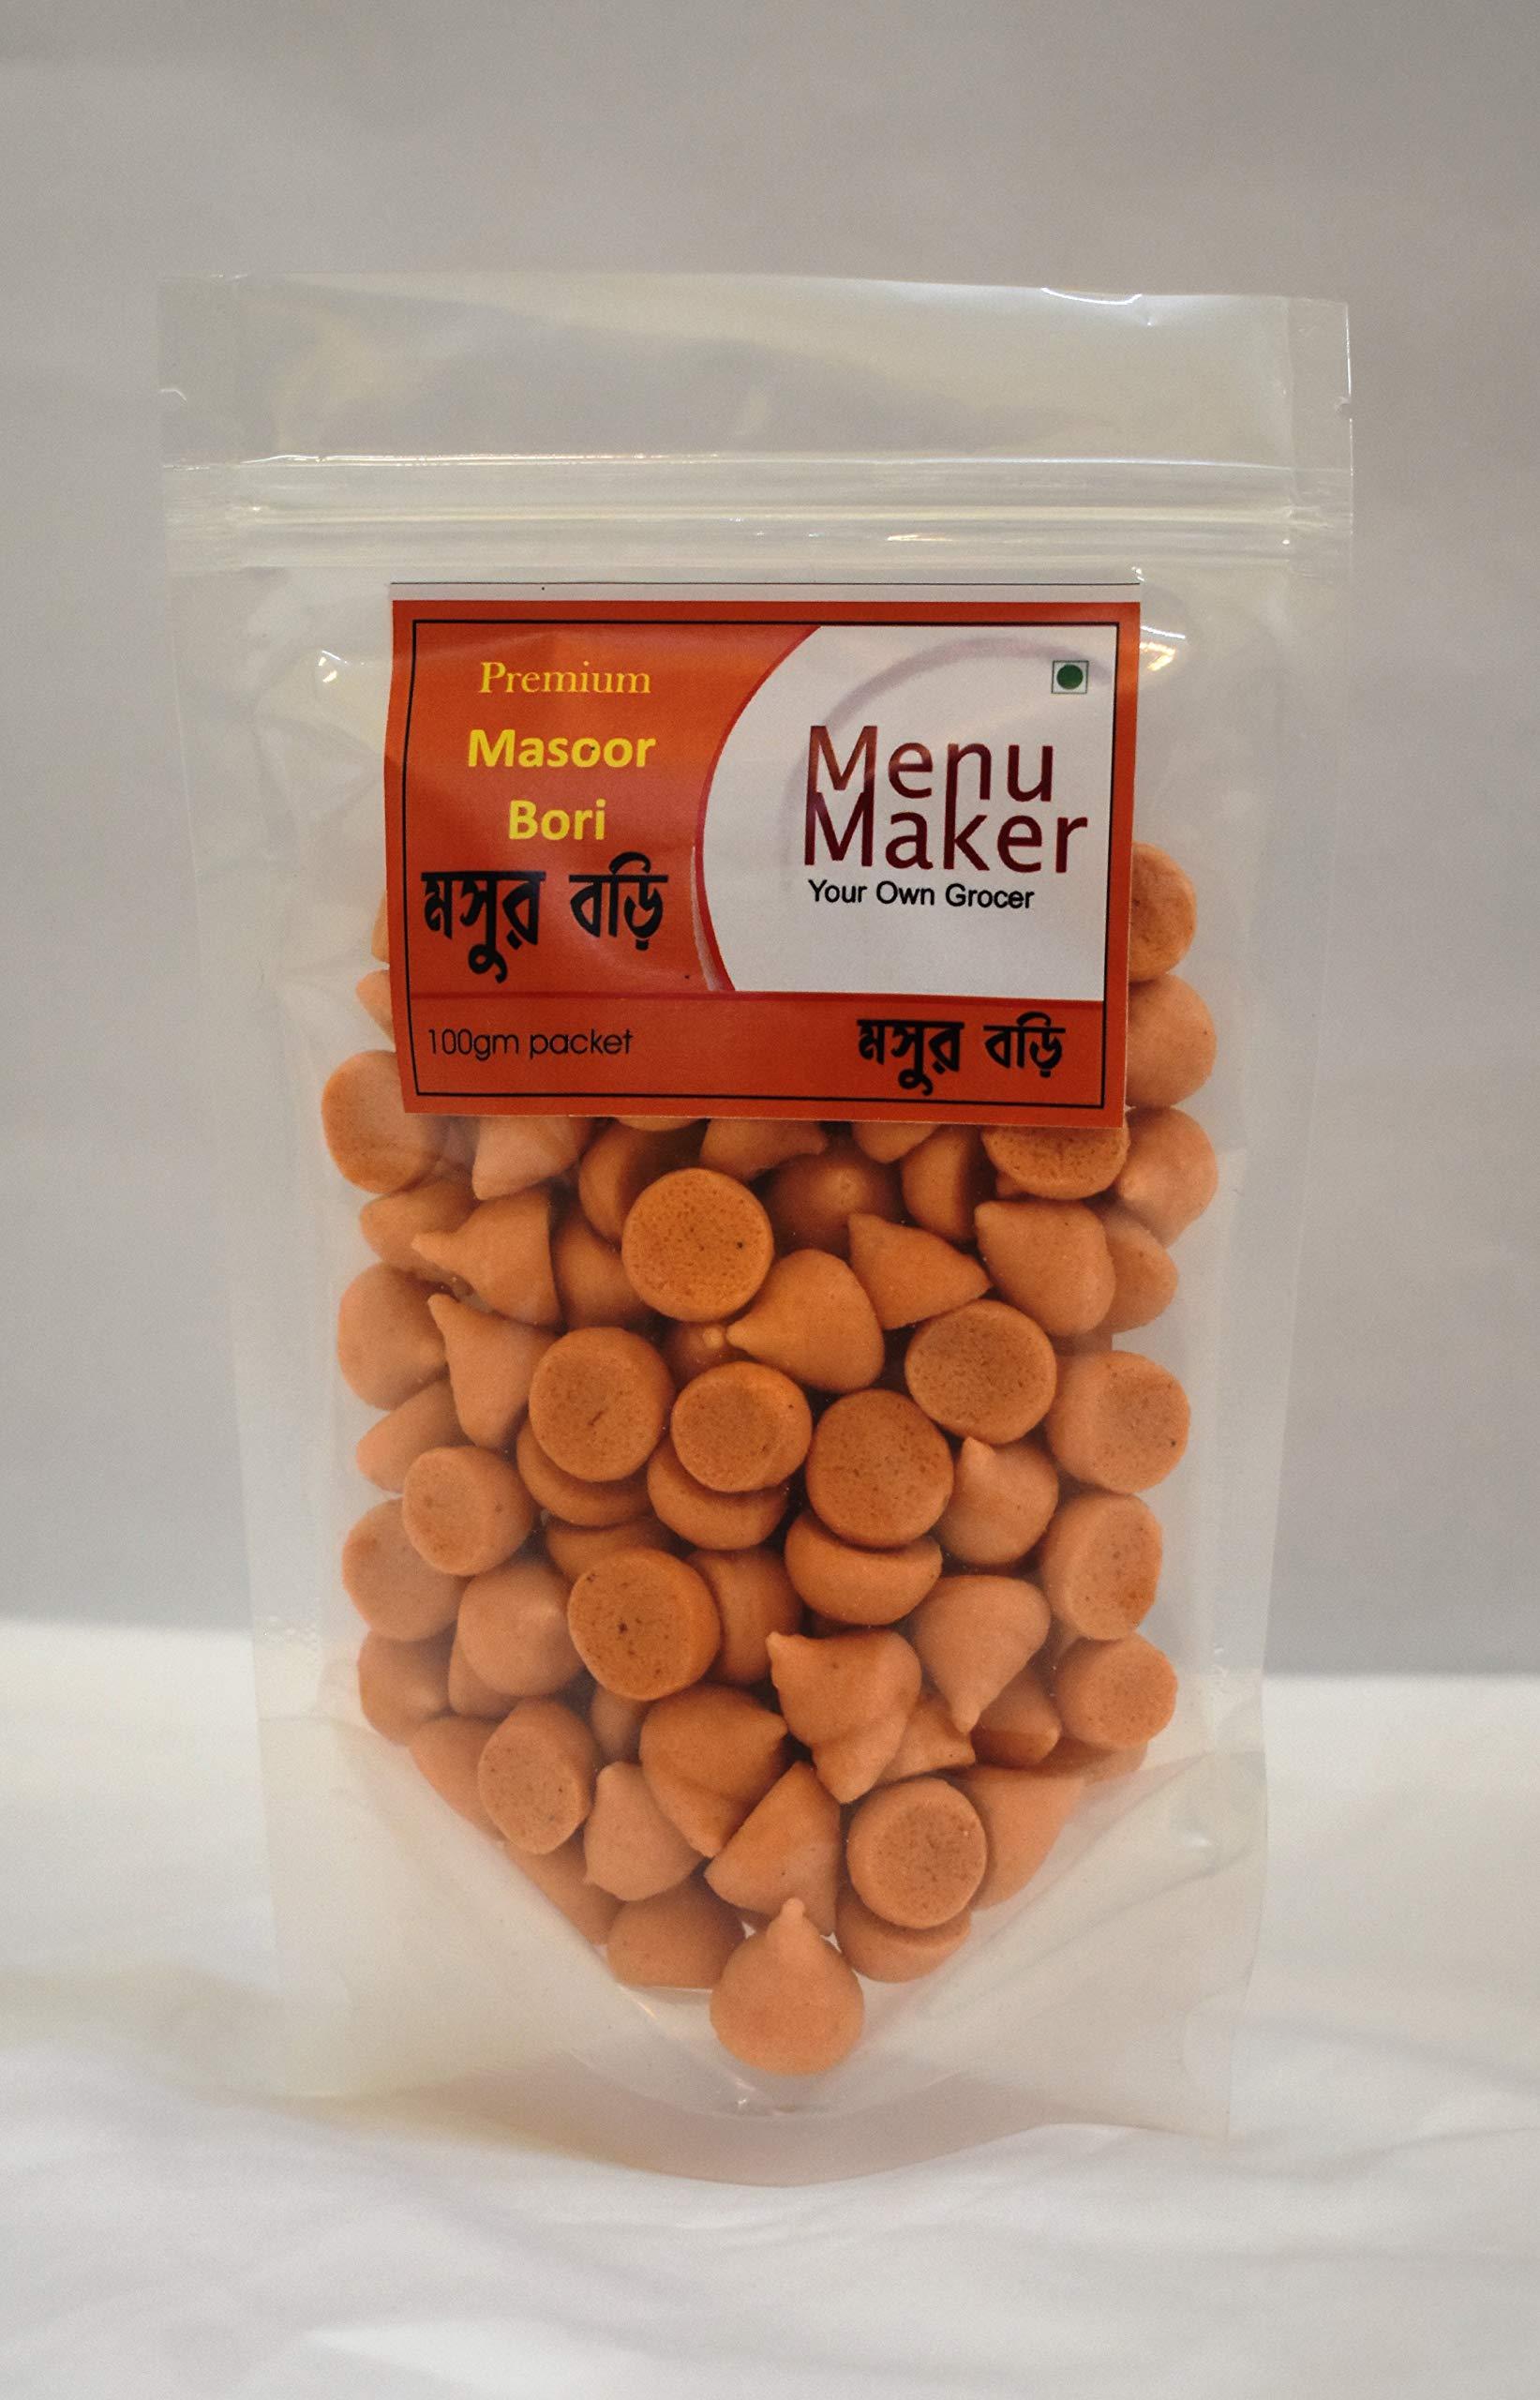 Premium
Masoor
Bori
মসুর বড়ি
Menu
Maker
Your Own Grocer
100gm packet
মসুর বড়ি